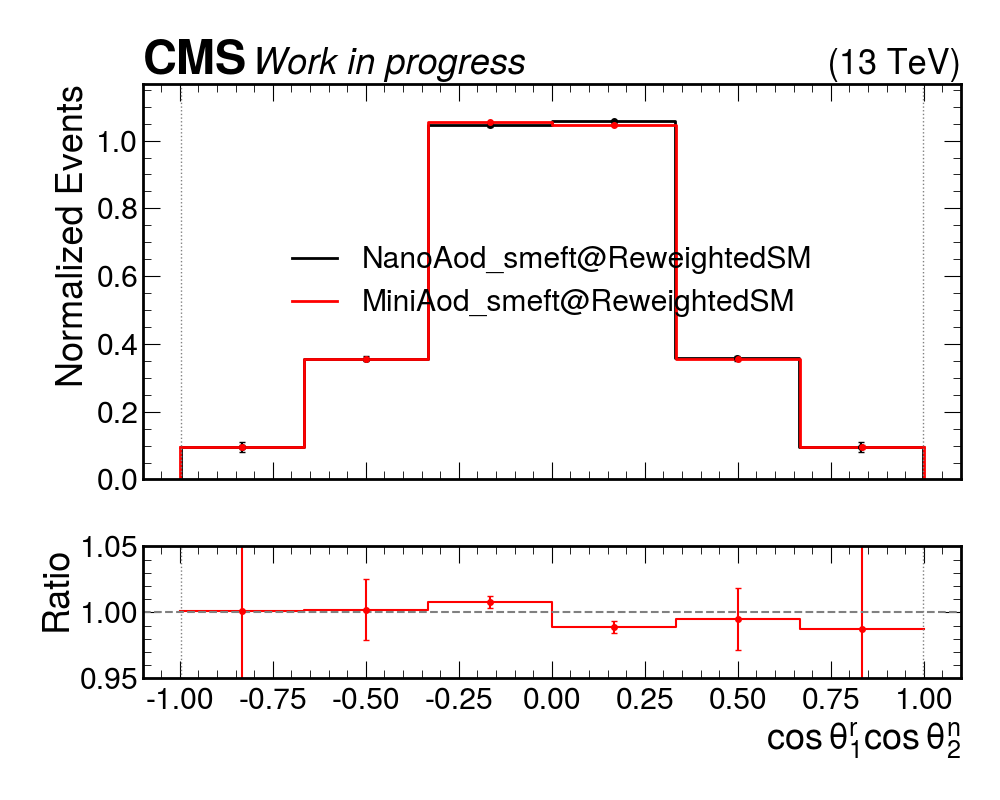 CMS Work in progress (13 TeV)
Normalized Events
1.0
0.8
0.6
0.4
0.2
0.0
NanoAod_smeft@ReweightedSM
MiniAod_smeft@ReweightedSM
Ratio
1.05
1.00
0.95
-1.00 -0.75 -0.50 -0.25 0.00 0.25 0.50 0.75 1.00
cos θ₁ʳ cos θ₂ⁿ